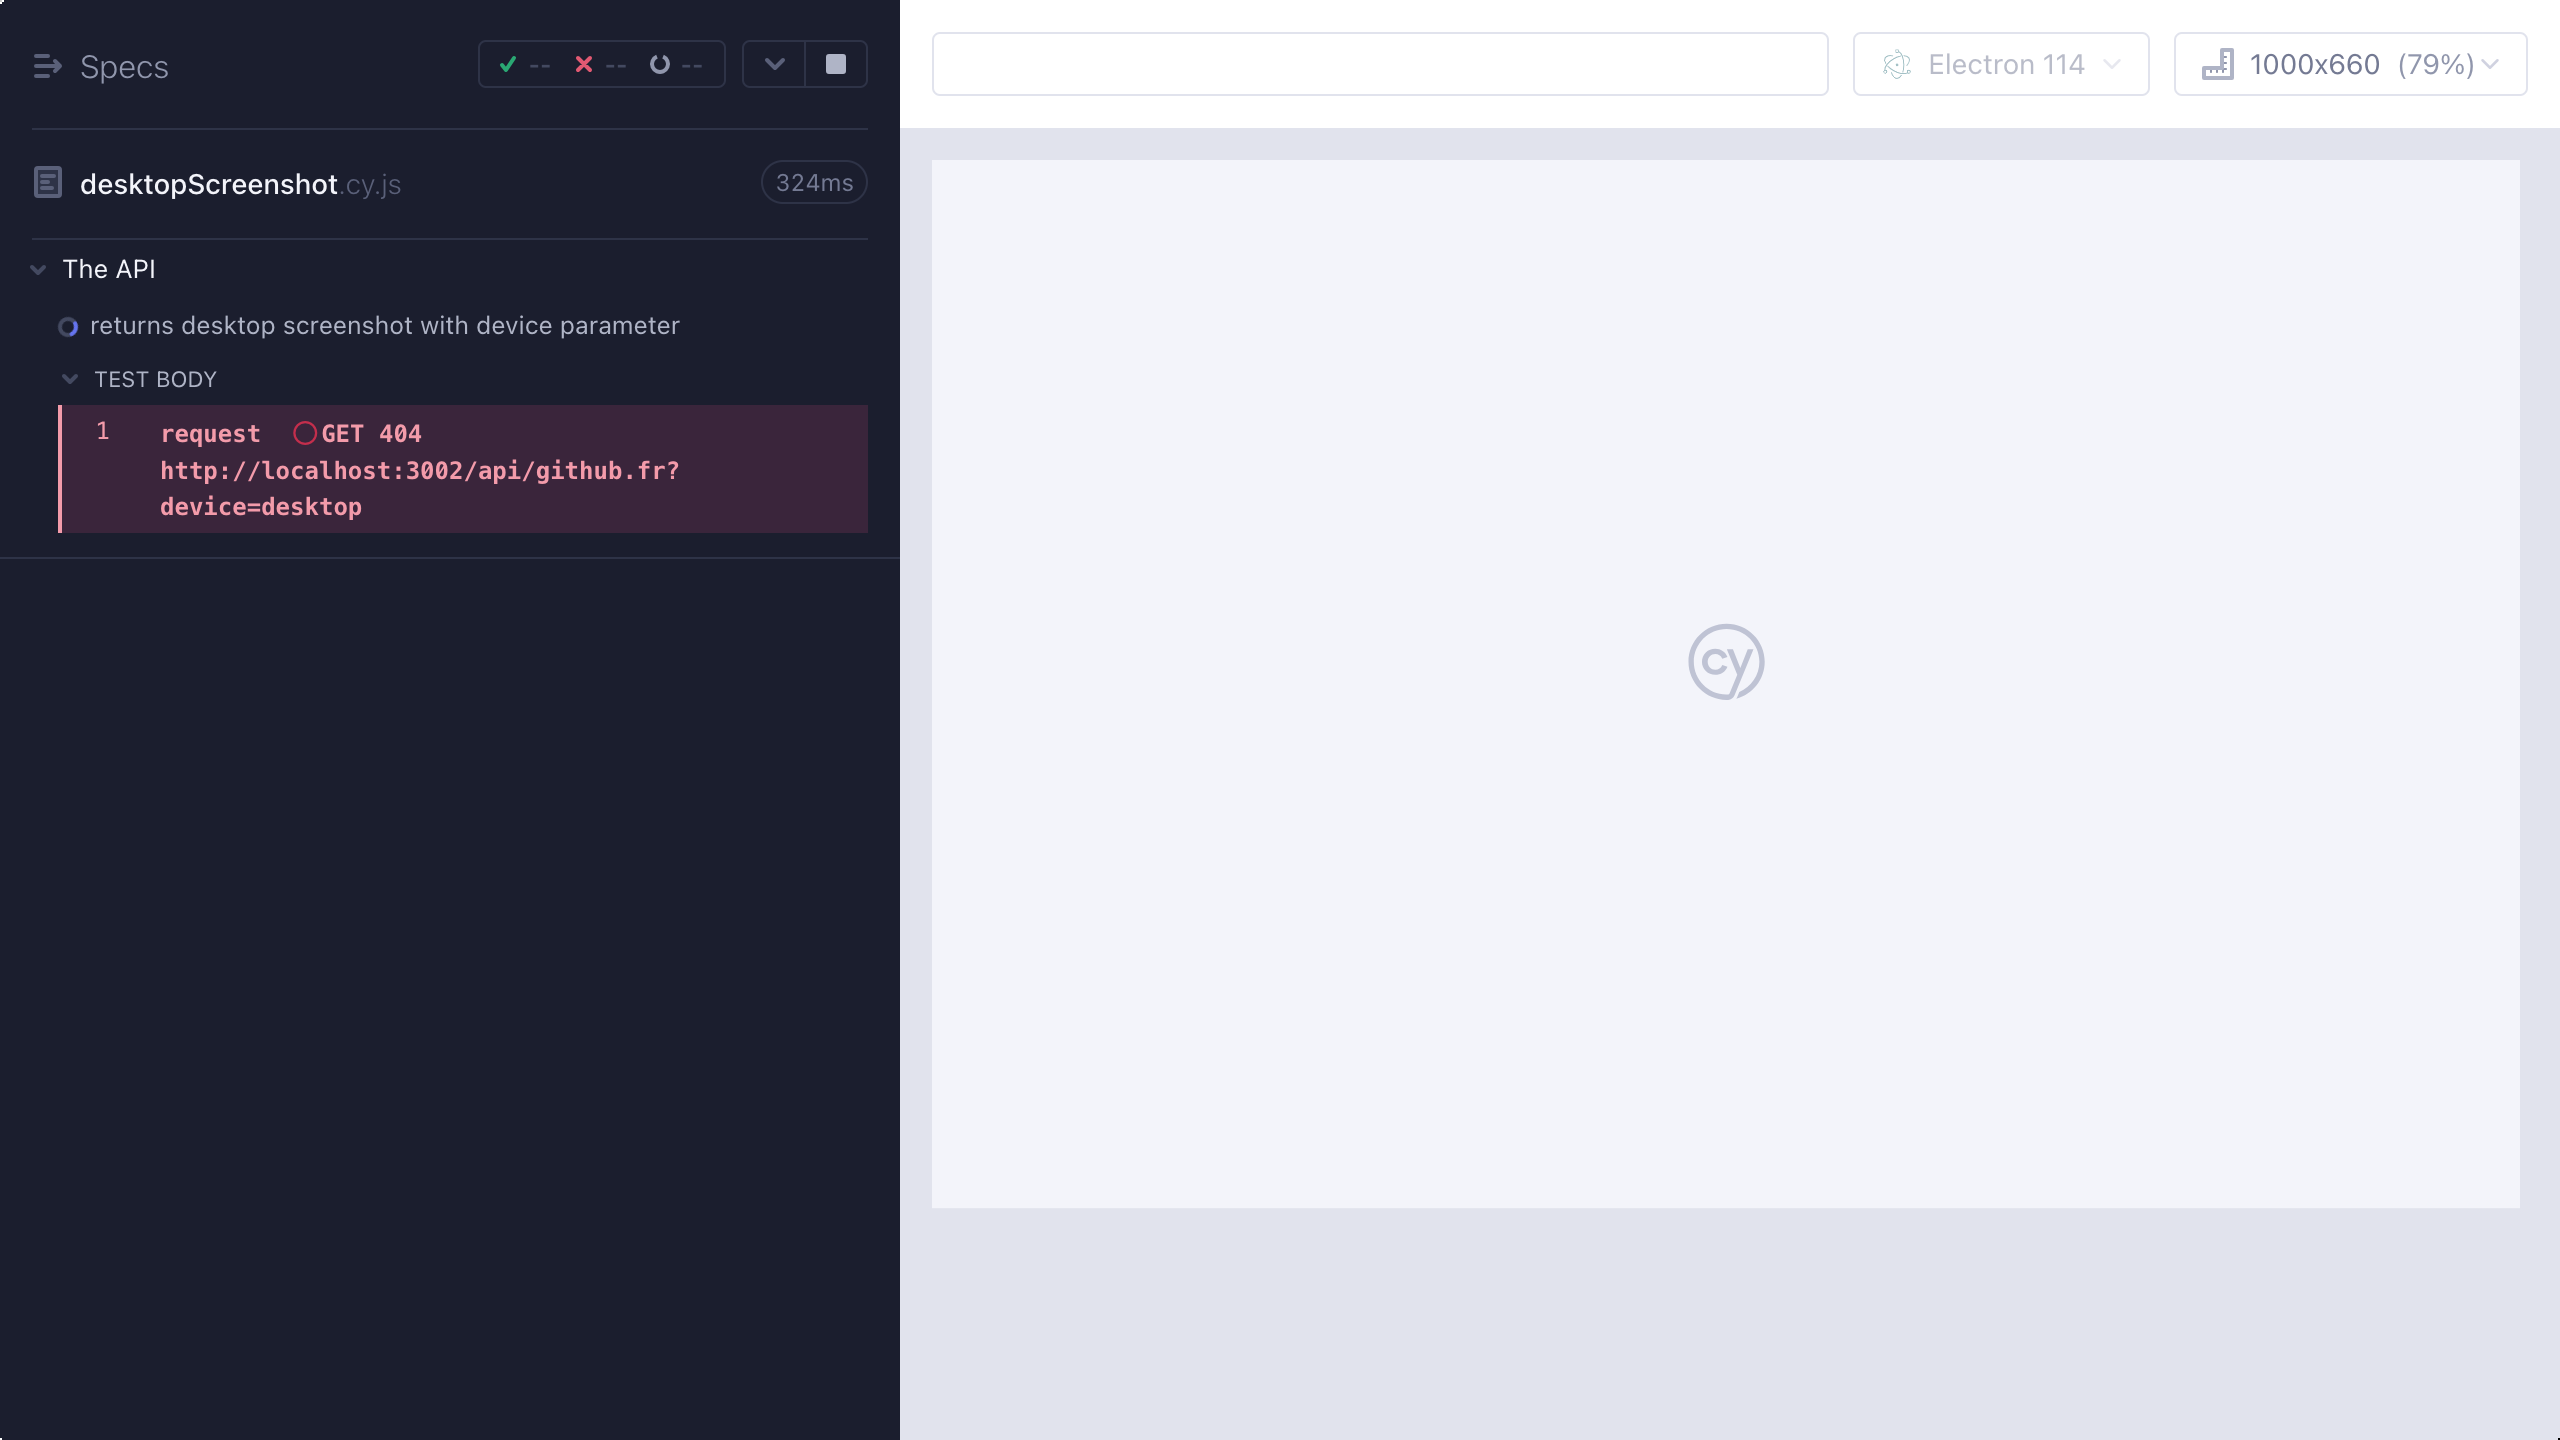 Specs
-- -- --
desktopScreenshot.cy.js 324ms
The API
returns desktop screenshot with device parameter
TEST BODY
1 request GET 404
http://localhost:3002/api/github.fr?
device=desktop
Electron 114
1000x660 (79%)
cy